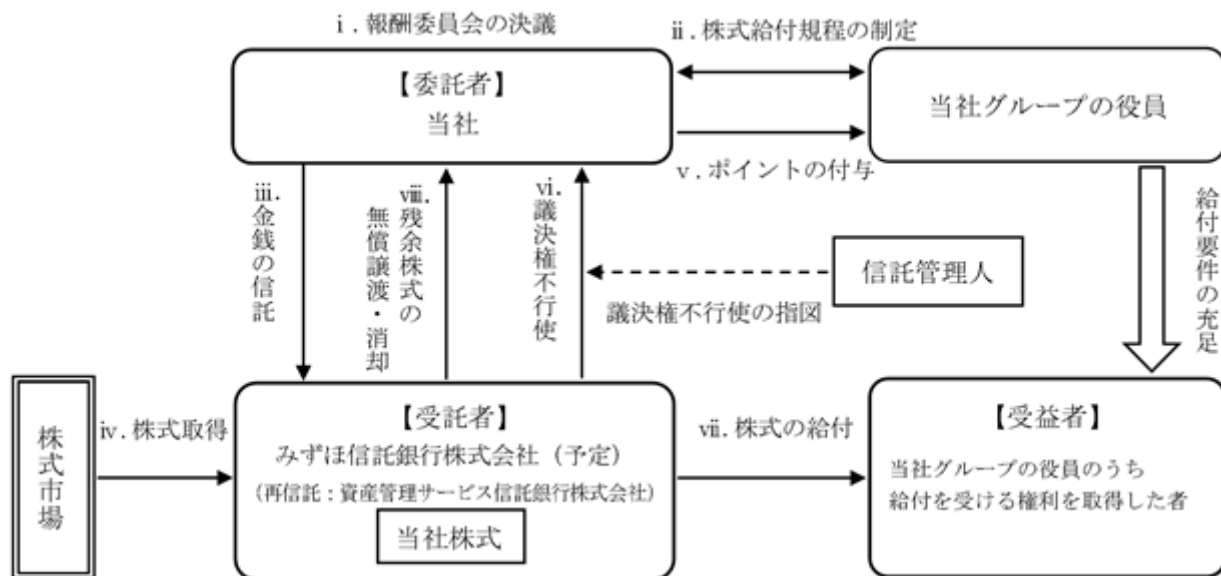 ⅰ.報酬委員会の決議
ⅱ.株式給付規程の制定
【委託者】
当社
当社グループの役員
ⅴ.ポイントの付与
ⅲ.金銭の信託
ⅷ.残余株式の
無償譲渡・消却
ⅵ.議決権不行使
信託管理人
議決権不行使の指図
給付要件の充足
株式市場
ⅳ.株式取得
【受託者】
みずほ信託銀行株式会社(予定)
(再信託:資産管理サービス信託銀行株式会社)
当社株式
ⅶ.株式の給付
【受益者】
当社グループの役員のうち
給付を受ける権利を取得した者